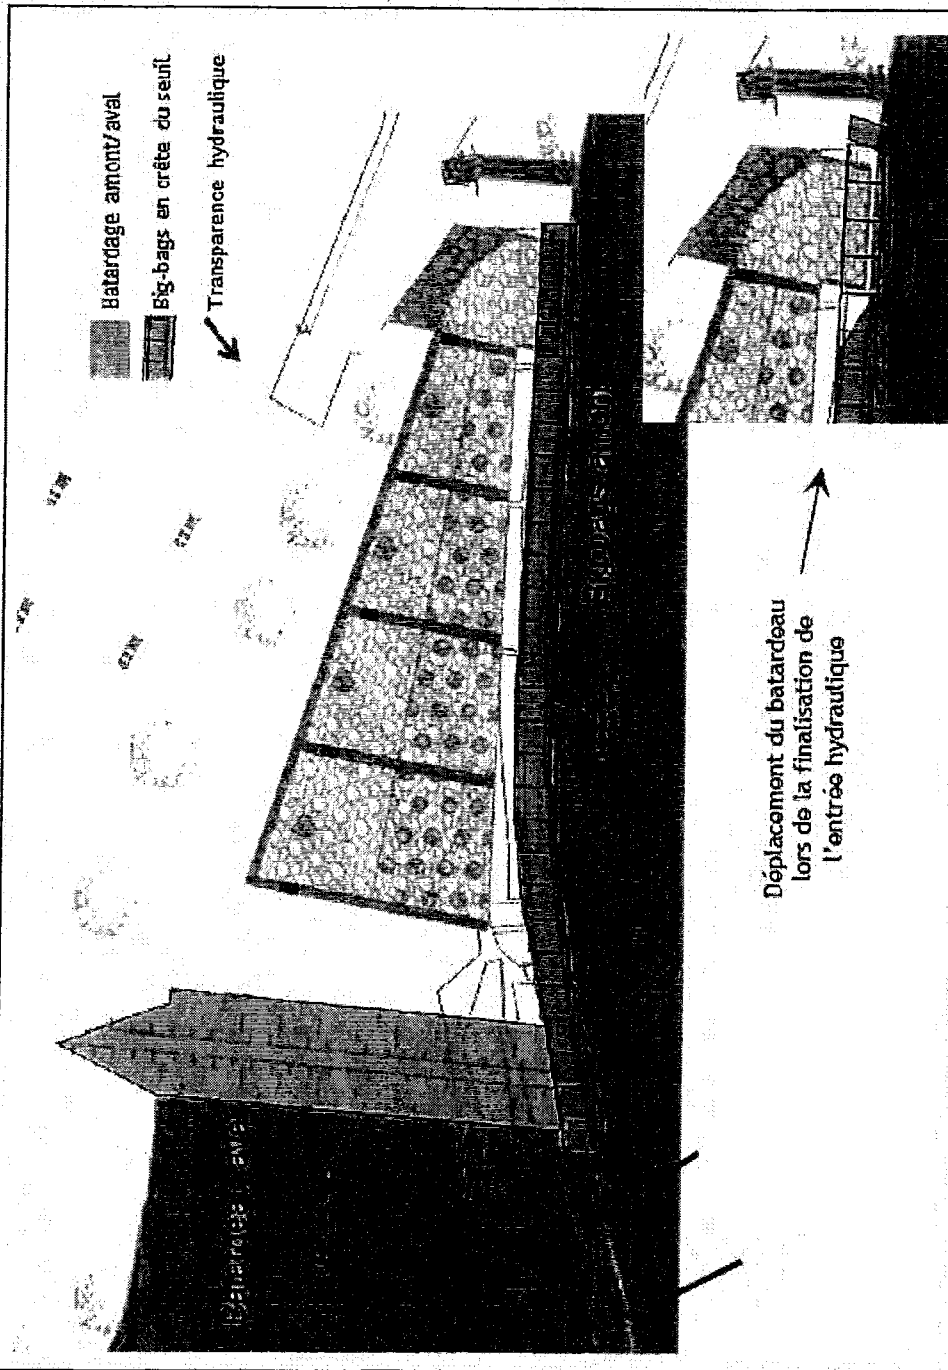 Batardage amont/aval
Big-bags en crête du seuil
Transparence hydraulique
Déplacement du batardeau
lors de la finalisation de
l'entrée hydraulique